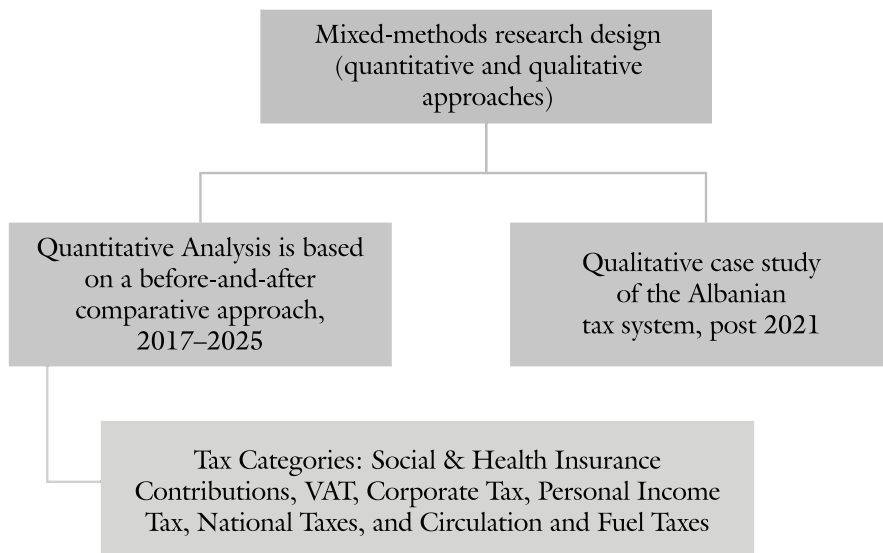 Mixed-methods research design
(quantitative and qualitative
approaches)
Quantitative Analysis is based
on a before-and-after
comparative approach,
2017–2025
Qualitative case study
of the Albanian
tax system, post 2021
Tax Categories: Social & Health Insurance
Contributions, VAT, Corporate Tax, Personal Income
Tax, National Taxes, and Circulation and Fuel Taxes